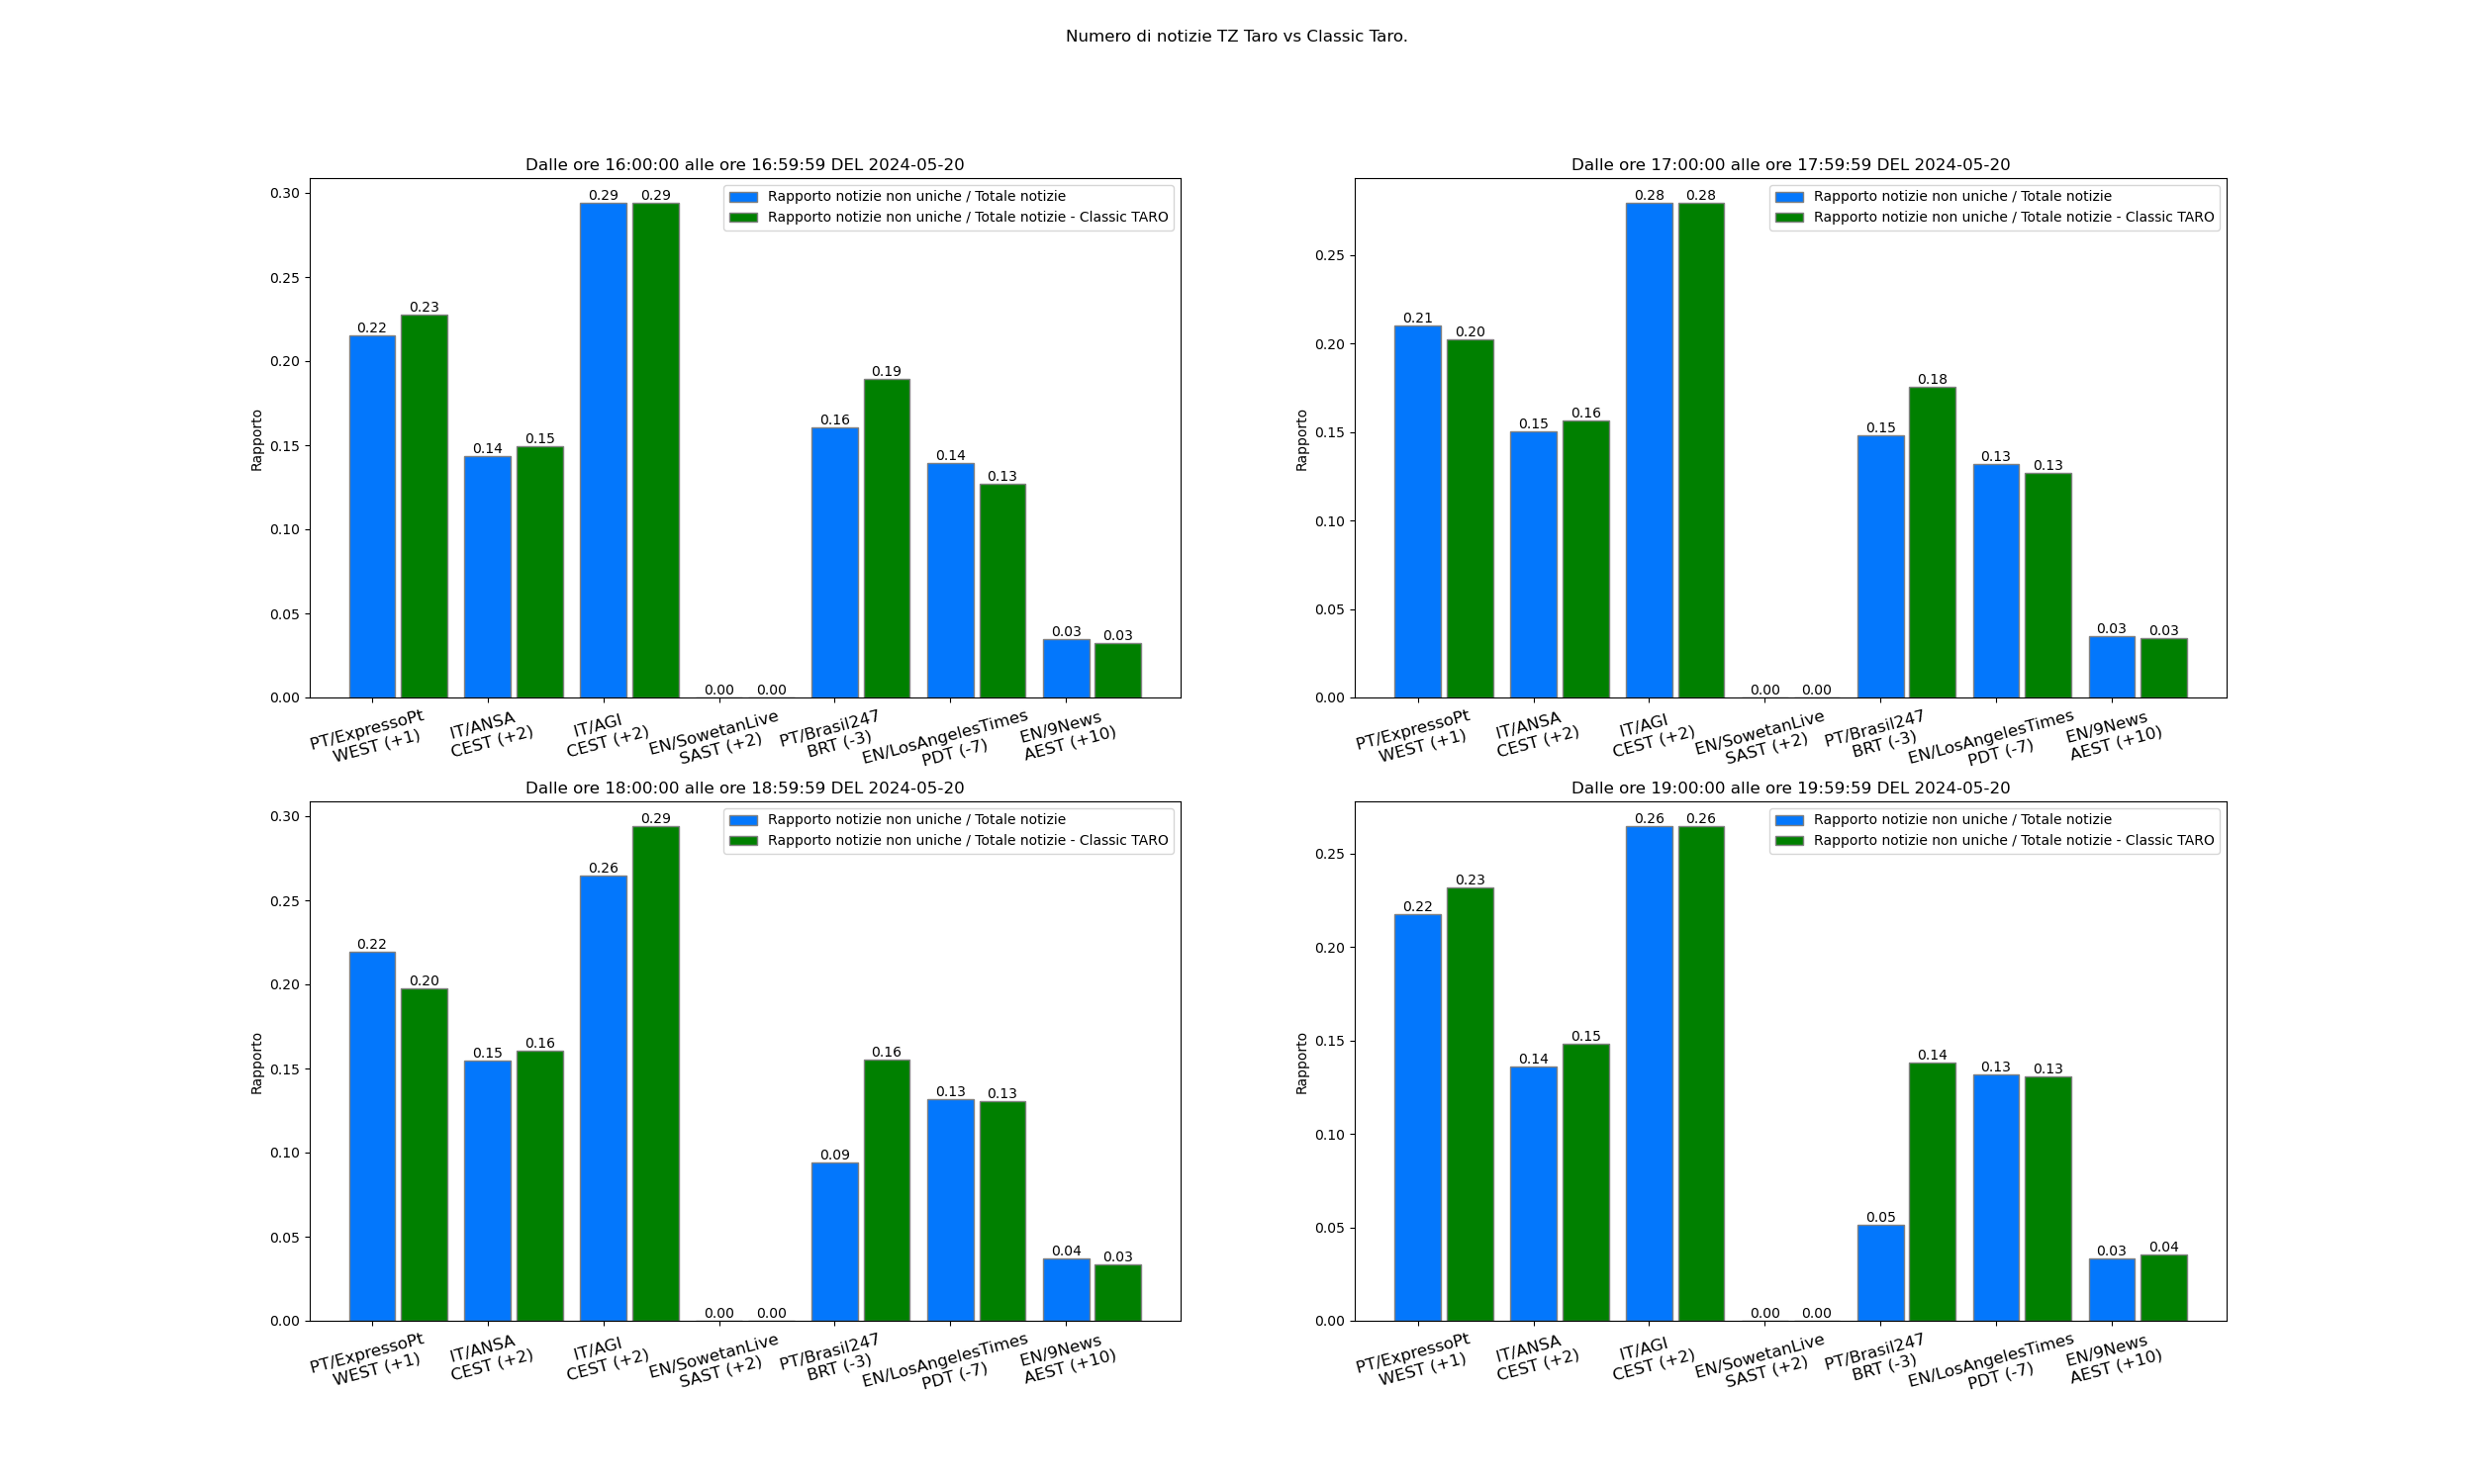 Numero di notizie TZ Taro vs Classic Taro.
Dalle ore 16:00:00 alle ore 16:59:59 DEL 2024-05-20
Rapporto notizie non uniche / Totale notizie
Rapporto notizie non uniche / Totale notizie - Classic TARO
Rapporto
0.30
0.25
0.20
0.15
0.10
0.05
0.00
0.22
0.23
0.14
0.15
0.29
0.29
0.00
0.00
0.16
0.19
0.14
0.13
0.03
0.03
PT/ExpressoPt
WEST (+1)
IT/ANSA
CEST (+2)
IT/AGI
CEST (+2)
EN/SowetanLive
SAST (+2)
PT/Brasil247
BRT (-3)
EN/LosAngelesTimes
PDT (-7)
EN/9News
AEST (+10)
Dalle ore 17:00:00 alle ore 17:59:59 DEL 2024-05-20
Rapporto notizie non uniche / Totale notizie
Rapporto notizie non uniche / Totale notizie - Classic TARO
Rapporto
0.25
0.20
0.15
0.10
0.05
0.00
0.21
0.20
0.15
0.16
0.28
0.28
0.00
0.00
0.15
0.18
0.13
0.13
0.03
0.03
PT/ExpressoPt
WEST (+1)
IT/ANSA
CEST (+2)
IT/AGI
CEST (+2)
EN/SowetanLive
SAST (+2)
PT/Brasil247
BRT (-3)
EN/LosAngelesTimes
PDT (-7)
EN/9News
AEST (+10)
Dalle ore 18:00:00 alle ore 18:59:59 DEL 2024-05-20
Rapporto notizie non uniche / Totale notizie
Rapporto notizie non uniche / Totale notizie - Classic TARO
Rapporto
0.30
0.25
0.20
0.15
0.10
0.05
0.00
0.22
0.20
0.15
0.16
0.26
0.29
0.00
0.00
0.09
0.16
0.13
0.13
0.04
0.03
PT/ExpressoPt
WEST (+1)
IT/ANSA
CEST (+2)
IT/AGI
CEST (+2)
EN/SowetanLive
SAST (+2)
PT/Brasil247
BRT (-3)
EN/LosAngelesTimes
PDT (-7)
EN/9News
AEST (+10)
Dalle ore 19:00:00 alle ore 19:59:59 DEL 2024-05-20
Rapporto notizie non uniche / Totale notizie
Rapporto notizie non uniche / Totale notizie - Classic TARO
Rapporto
0.25
0.20
0.15
0.10
0.05
0.00
0.22
0.23
0.14
0.15
0.26
0.26
0.00
0.00
0.05
0.14
0.13
0.13
0.03
0.04
PT/ExpressoPt
WEST (+1)
IT/ANSA
CEST (+2)
IT/AGI
CEST (+2)
EN/SowetanLive
SAST (+2)
PT/Brasil247
BRT (-3)
EN/LosAngelesTimes
PDT (-7)
EN/9News
AEST (+10)